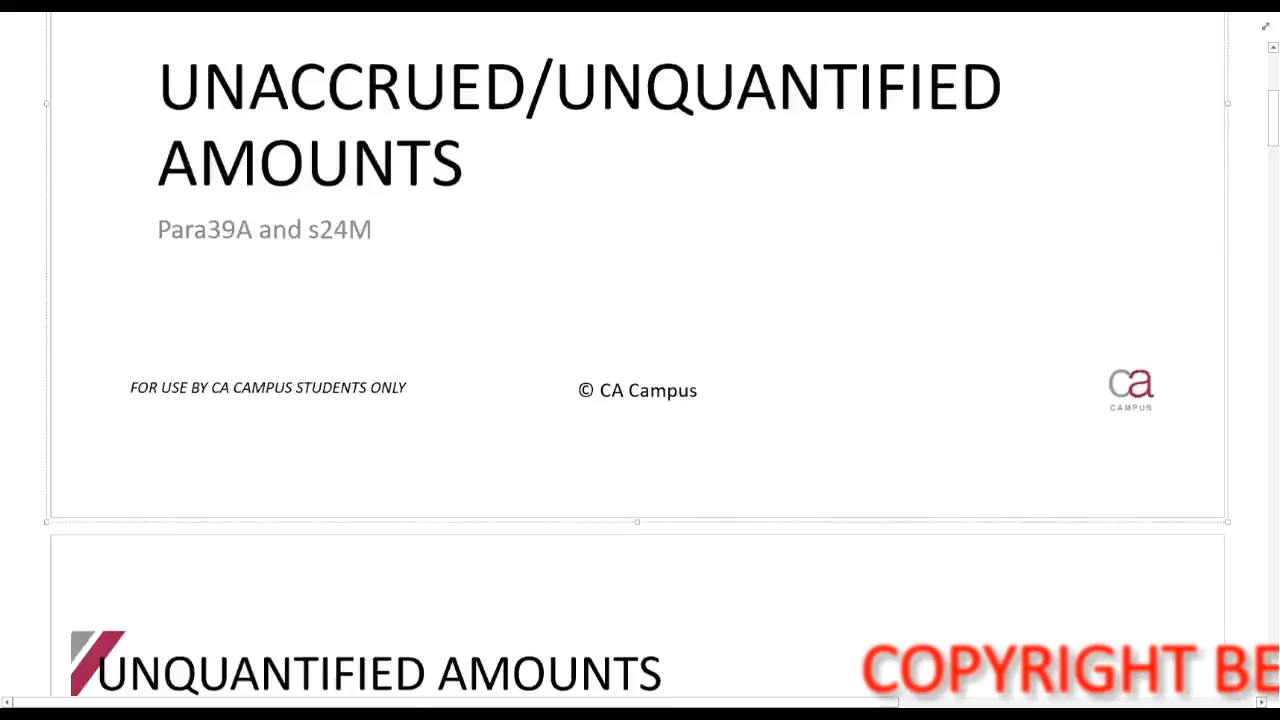 UNACCRUED/UNQUANTIFIED
AMOUNTS
Para39A and s24M
FOR USE BY CA CAMPUS STUDENTS ONLY
© CA Campus
ca
CAMPUS
UNQUANTIFIED AMOUNTS
COPYRIGHT BE